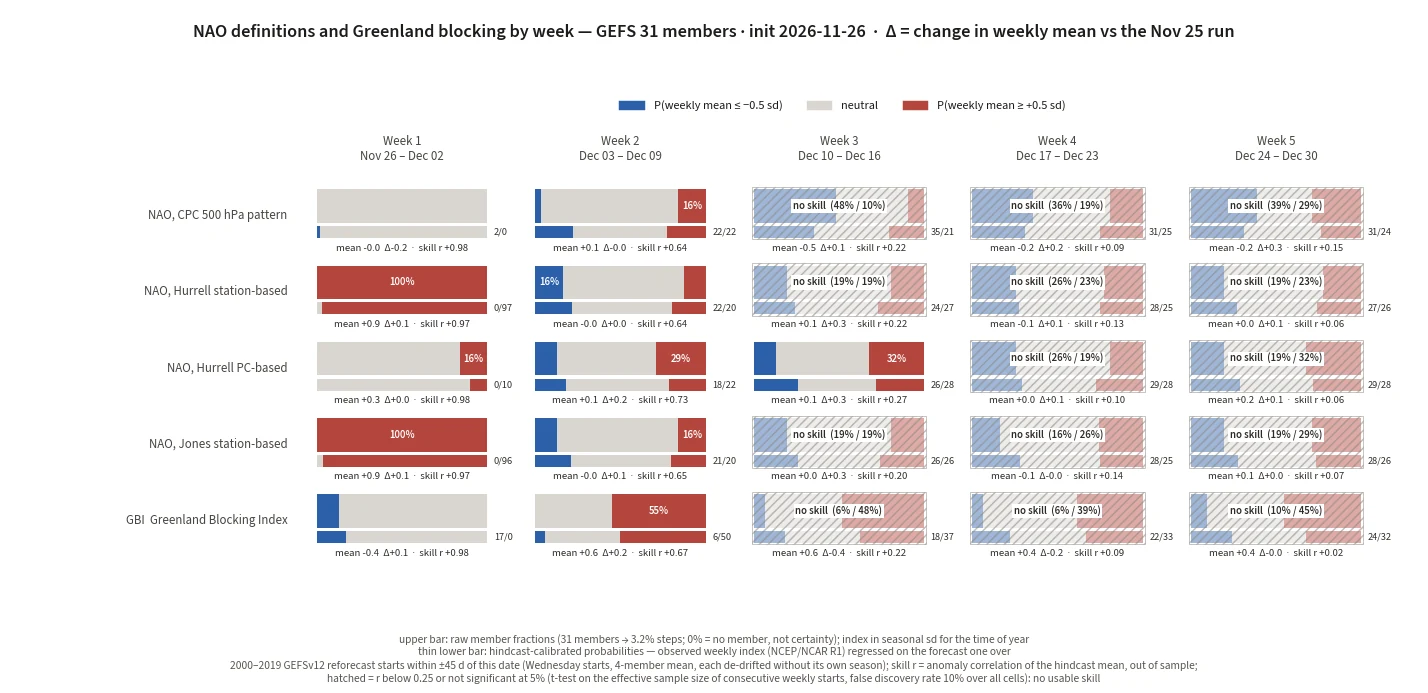 NAO definitions and Greenland blocking by week — GEFS 31 members · init 2026-11-26 · Δ = change in weekly mean vs the Nov 25 run
P(weekly mean ≤ −0.5 sd) neutral P(weekly mean ≥ +0.5 sd)
Week 1 Week 2 Week 3 Week 4 Week 5
Nov 26 – Dec 02 Dec 03 – Dec 09 Dec 10 – Dec 16 Dec 17 – Dec 23 Dec 24 – Dec 30
NAO, CPC 500 hPa pattern 16% no skill (48% / 10%) no skill (36% / 19%) no skill (39% / 29%)
2/0 22/22 35/21 31/25 31/24
mean -0.0 Δ-0.2 · skill r +0.98 mean +0.1 Δ-0.0 · skill r +0.64 mean -0.5 Δ+0.1 · skill r +0.22 mean -0.2 Δ+0.2 · skill r +0.09 mean -0.2 Δ+0.3 · skill r +0.15
NAO, Hurrell station-based 100% 16% no skill (19% / 19%) no skill (26% / 23%) no skill (19% / 23%)
0/97 22/20 24/27 28/25 27/26
mean +0.9 Δ+0.1 · skill r +0.97 mean -0.0 Δ+0.0 · skill r +0.64 mean +0.1 Δ+0.3 · skill r +0.22 mean -0.1 Δ+0.1 · skill r +0.13 mean +0.0 Δ+0.1 · skill r +0.06
NAO, Hurrell PC-based 16% 29% 32% no skill (26% / 19%) no skill (19% / 32%)
0/10 18/22 26/28 29/28 29/28
mean +0.3 Δ+0.0 · skill r +0.98 mean +0.1 Δ+0.2 · skill r +0.73 mean +0.1 Δ+0.3 · skill r +0.27 mean +0.0 Δ+0.1 · skill r +0.10 mean +0.2 Δ+0.1 · skill r +0.06
NAO, Jones station-based 100% 16% no skill (19% / 19%) no skill (16% / 26%) no skill (19% / 29%)
0/96 21/20 26/26 28/25 28/26
mean +0.9 Δ+0.1 · skill r +0.97 mean -0.0 Δ+0.1 · skill r +0.65 mean +0.0 Δ+0.3 · skill r +0.20 mean -0.1 Δ-0.0 · skill r +0.14 mean +0.1 Δ+0.0 · skill r +0.07
GBI Greenland Blocking Index 55% no skill (6% / 48%) no skill (6% / 39%) no skill (10% / 45%)
17/0 6/50 18/37 22/33 24/32
mean -0.4 Δ+0.1 · skill r +0.98 mean +0.6 Δ+0.2 · skill r +0.67 mean +0.6 Δ-0.4 · skill r +0.22 mean +0.4 Δ-0.2 · skill r +0.09 mean +0.4 Δ-0.0 · skill r +0.02
upper bar: raw member fractions (31 members → 3.2% steps; 0% = no member, not certainty); index in seasonal sd for the time of year
thin lower bar: hindcast-calibrated probabilities — observed weekly index (NCEP/NCAR R1) regressed on the forecast one over
2000–2019 GEFSv12 reforecast starts within ±45 d of this date (Wednesday starts, 4-member mean, each de-drifted without its own season); skill r = anomaly correlation of the hindcast mean, out of sample;
hatched = r below 0.25 or not significant at 5% (t-test on the effective sample size of consecutive weekly starts, false discovery rate 10% over all cells): no usable skill